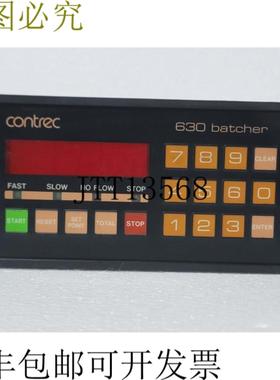 图必究
contrec
630 batcher
7 8 9 CLEAR
JTT13568
FAST SLOW NO FLOW STOP
5 6 0
START RESET SET POINT TOTAL STOP
1 2 3 ENTER
包邮可开发票